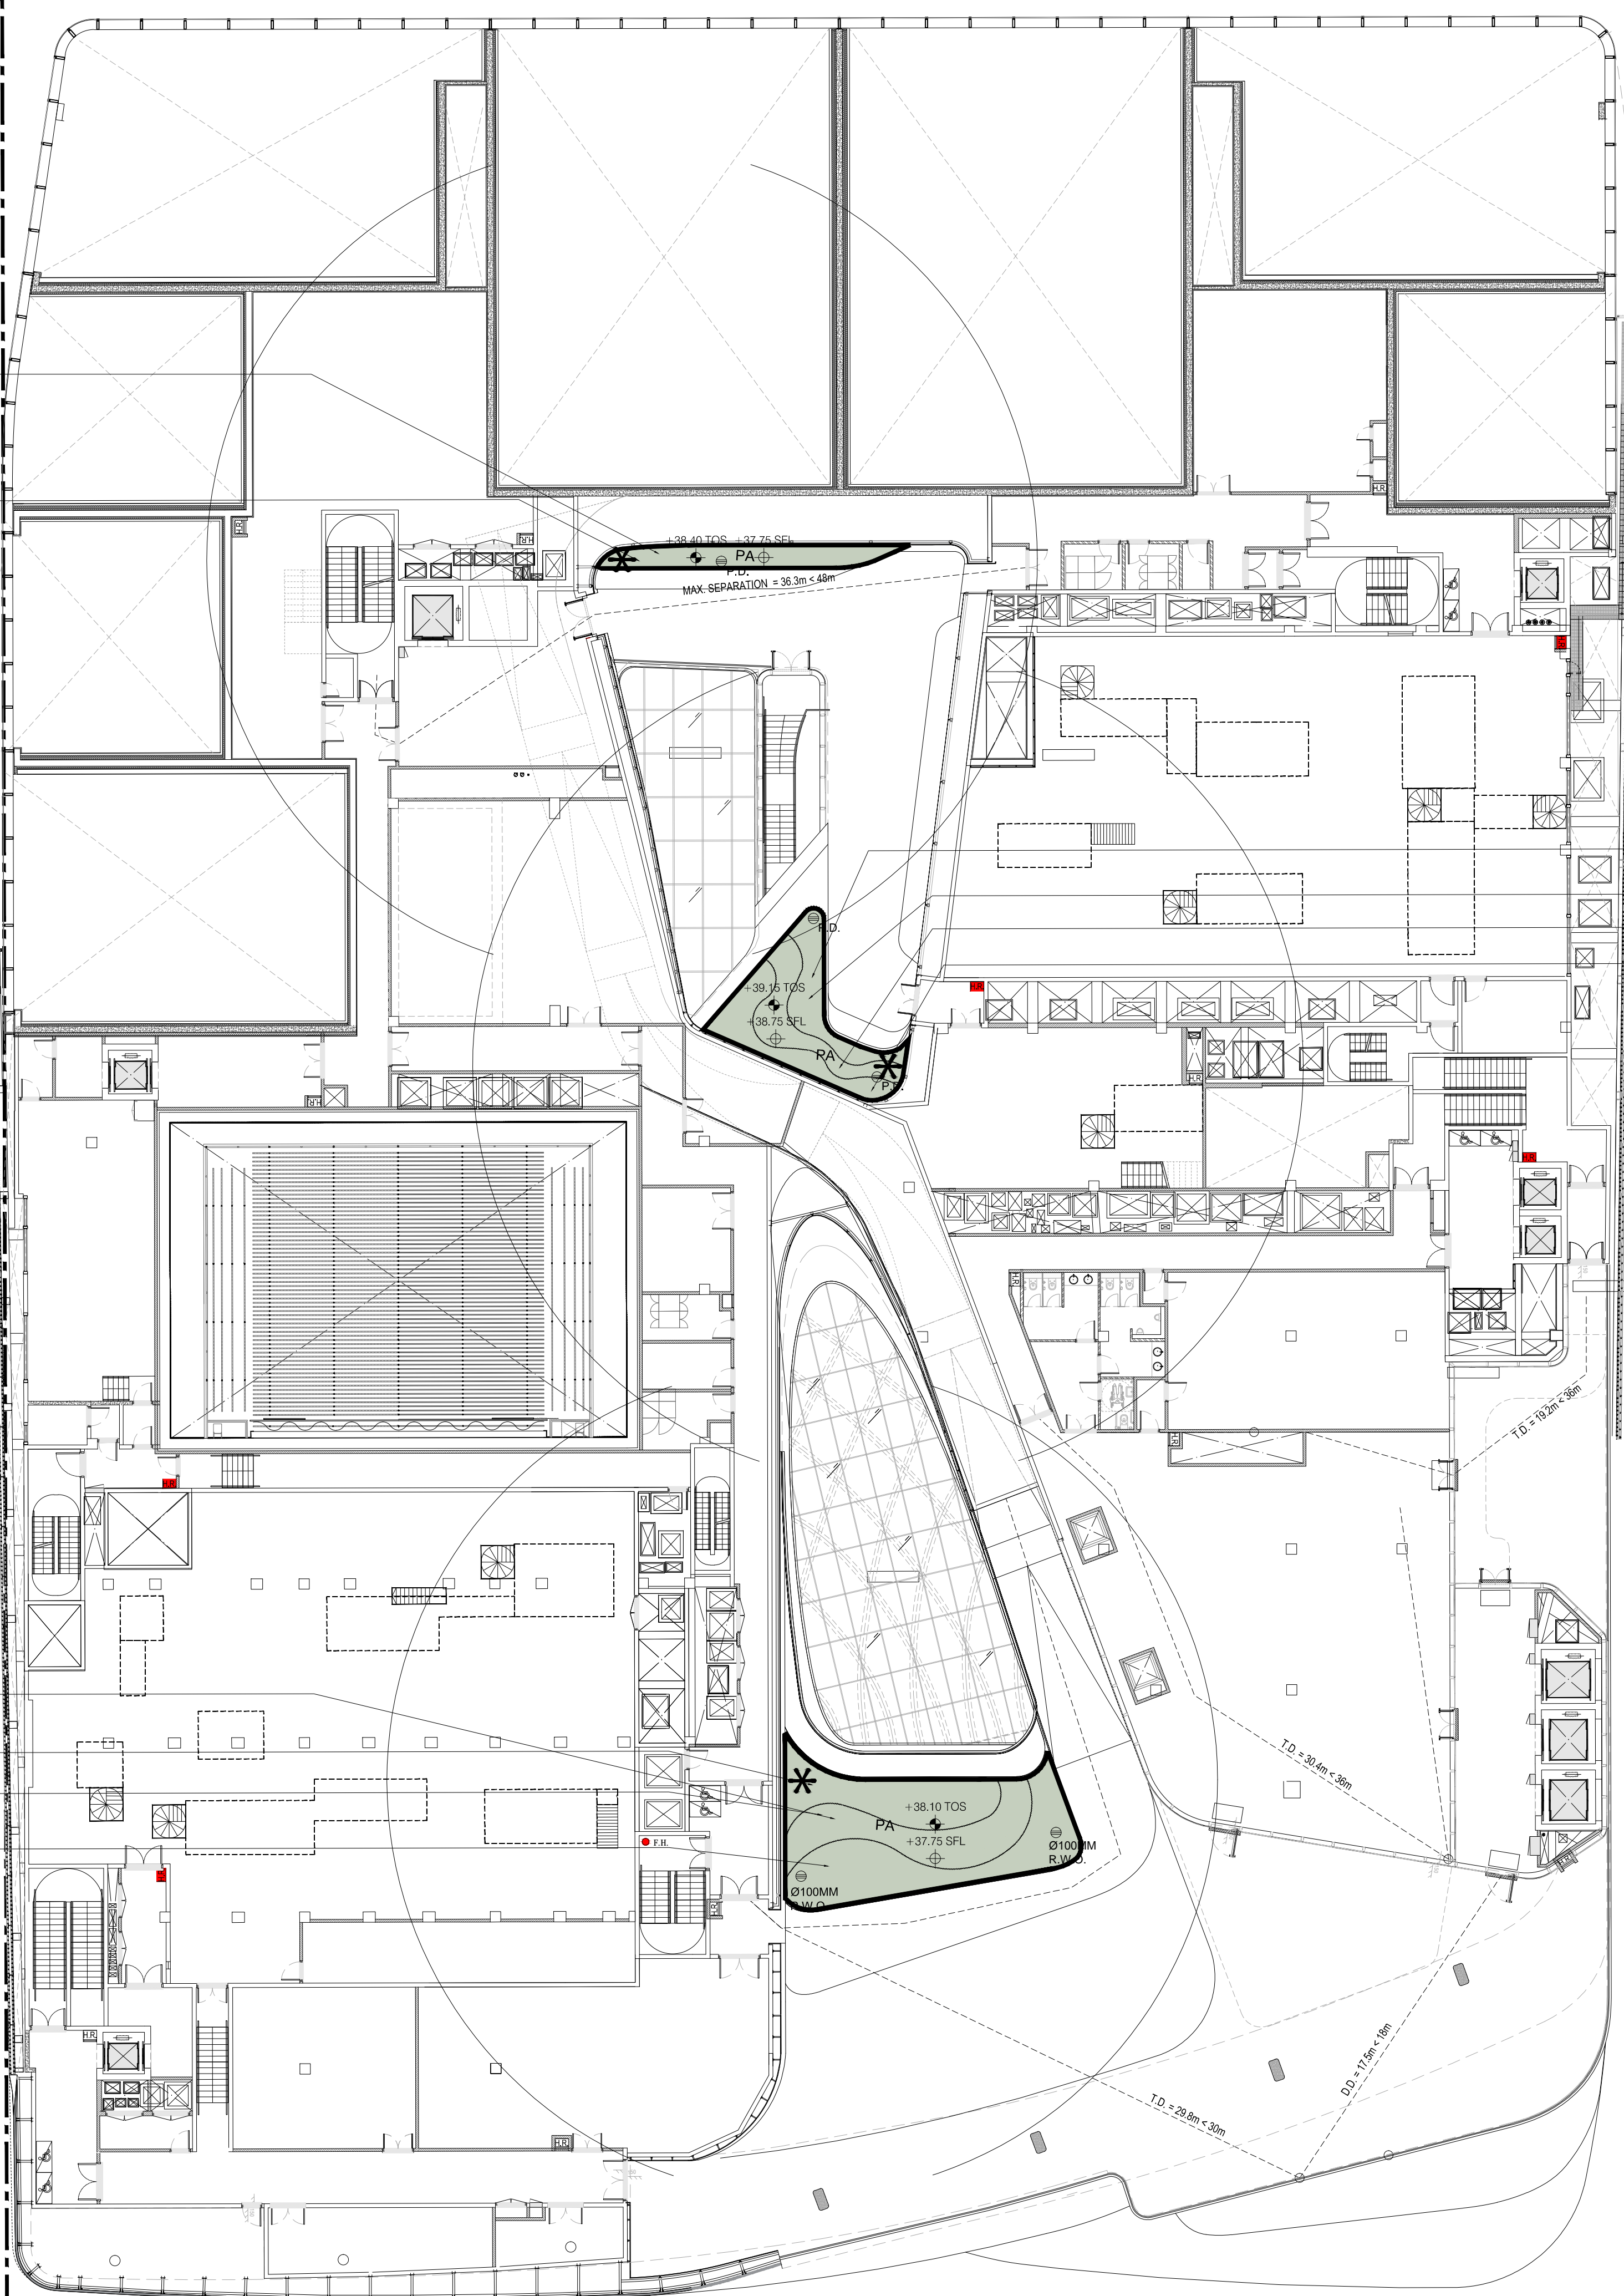 H.R.
H.R.
H.R.
+38.40 TOS +37.75 SFL
PA
P.D.
MAX. SEPARATION = 36.3m < 48m
H.R.
P.D.
+39.15 TOS
+38.75 SFL
PA
P.D.
H.R.
H.R.
H.R.
H.R.
H.R.
H.R.
T.D. = 19.2m < 36m
H.R.
T.D. = 30.4m < 36m
+38.10 TOS
PA
+37.75 SFL
Ø100MM
R.W.O.
F.H.
H.R.
H.R.
Ø100MM
R.W.O.
H.R.
H.R.
D.D. = 17.5m < 18m
T.D. = 29.8m < 30m
H.R.